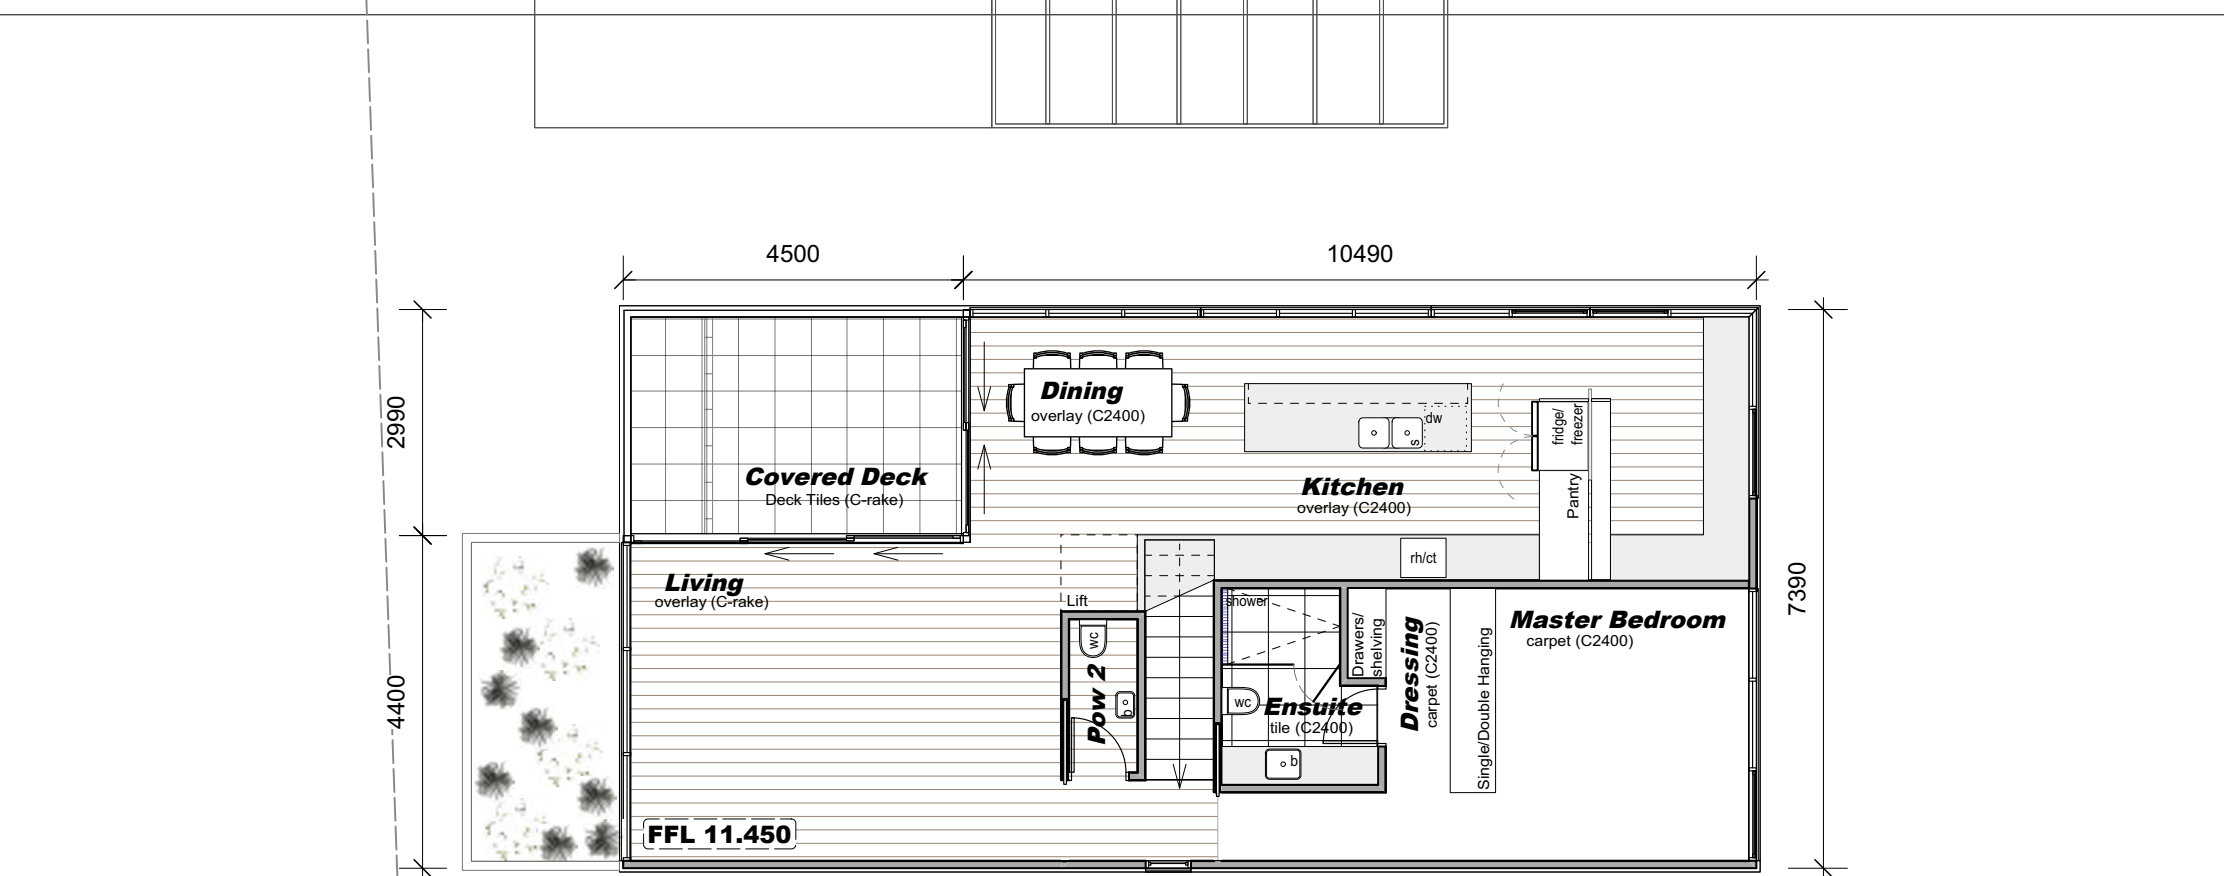 4500
10490
2990
4400
7390
Covered Deck
Deck Tiles (C-rake)
Dining
overlay (C2400)
s
dw
Kitchen
overlay (C2400)
fridge/
freezer
Pantry
rh/ct
Living
overlay (C-rake)
Lift
wc
Pow 2
b
shower
wc
Ensuite
tile (C2400)
b
Drawers/
shelving
Dressing
carpet (C2400)
Single/Double Hanging
Master Bedroom
carpet (C2400)
FFL 11.450